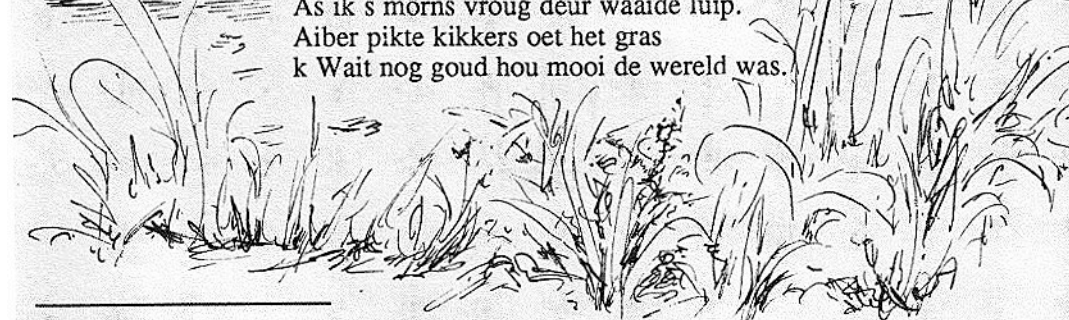 As ik s morns vroug deur waaide luip.
Aiber pikte kikkers oet het gras
k Wait nog goud hou mooi de wereld was.